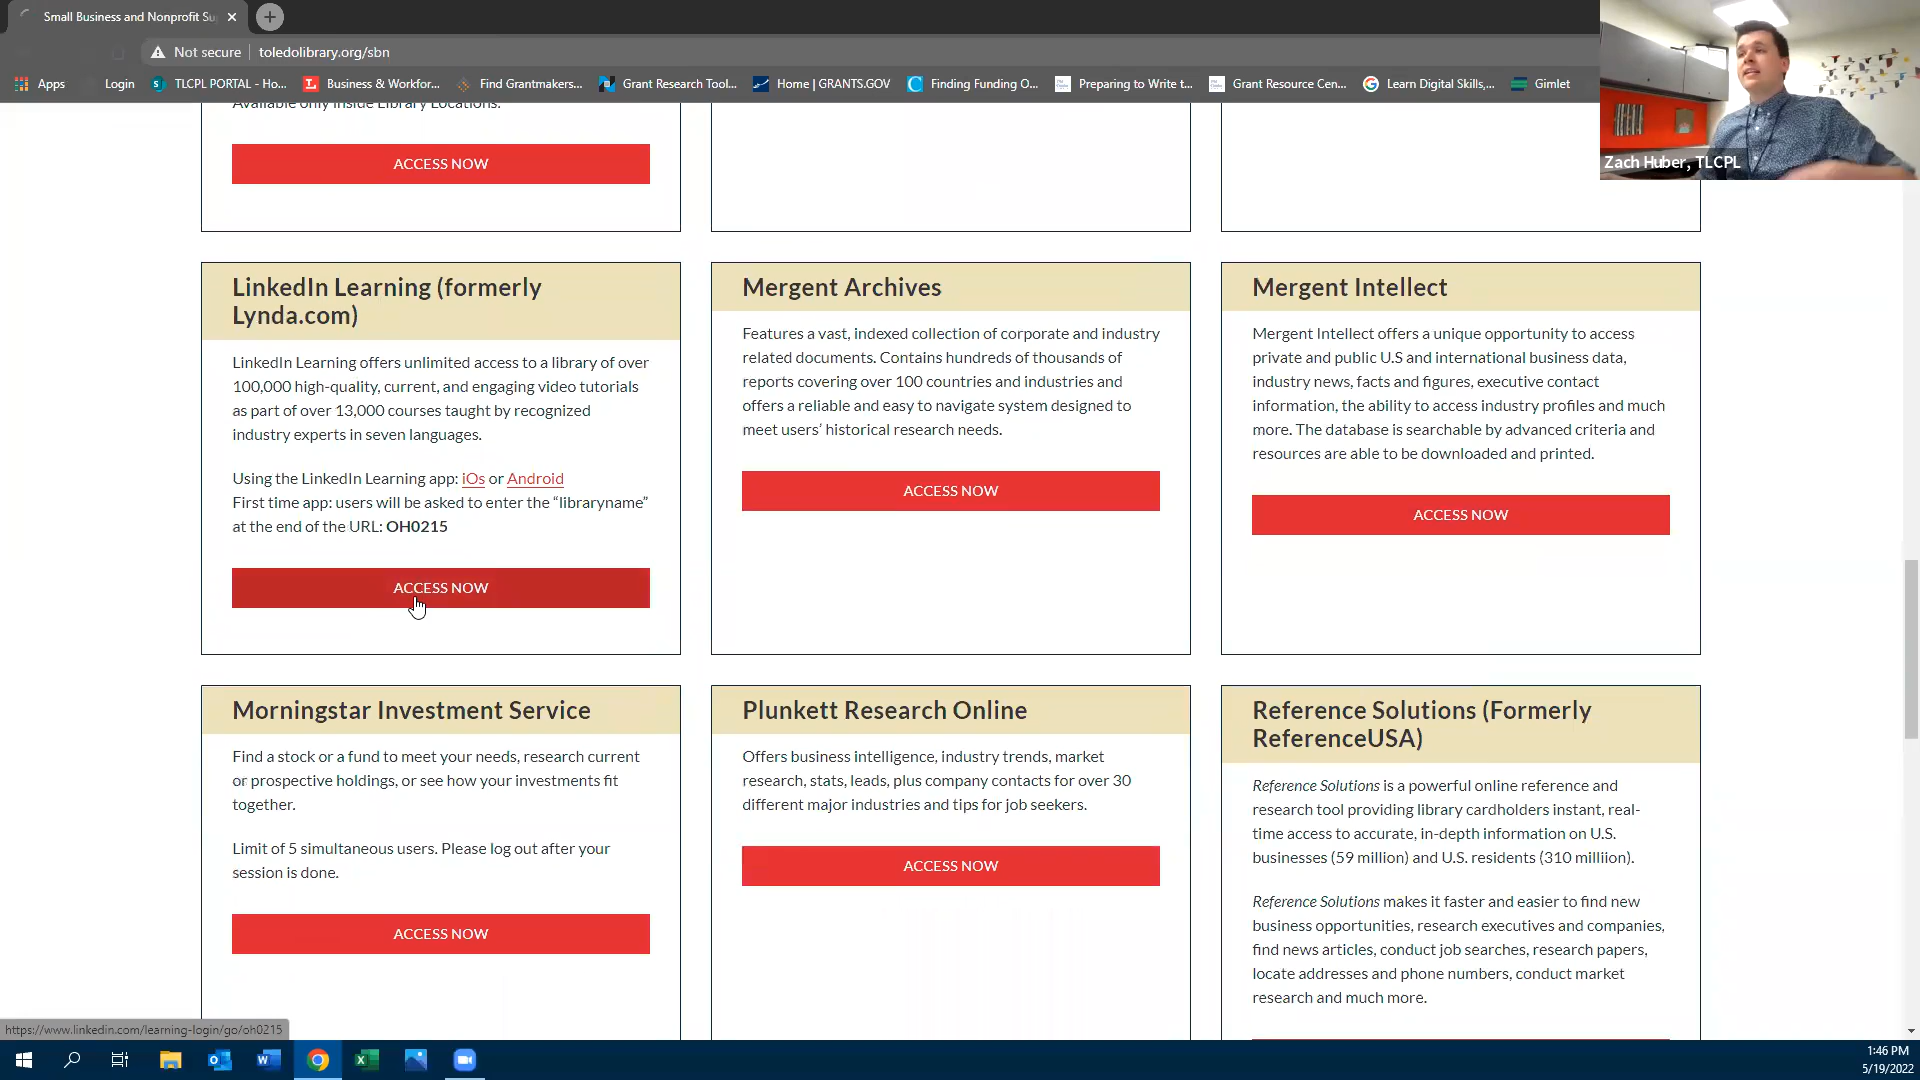 Small Business and Nonprofit Su
Not secure
toledolibrary.org/sbn
Apps
Login
TLCPL PORTAL - Ho...
Business & Workfor...
Find Grantmakers...
Grant Research Tool...
Home | GRANTS.GOV
Finding Funding O...
Preparing to Write t...
Grant Resource Cen...
Learn Digital Skills,...
Gimlet
Zach Huber, TLCPL
Available only inside Library Locations.
ACCESS NOW
LinkedIn Learning (formerly
Lynda.com)
LinkedIn Learning offers unlimited access to a library of over
100,000 high-quality, current, and engaging video tutorials
as part of over 13,000 courses taught by recognized
industry experts in seven languages.
Using the LinkedIn Learning app: iOs or Android
First time app: users will be asked to enter the “libraryname”
at the end of the URL: OH0215
ACCESS NOW
Mergent Archives
Features a vast, indexed collection of corporate and industry
related documents. Contains hundreds of thousands of
reports covering over 100 countries and industries and
offers a reliable and easy to navigate system designed to
meet users’ historical research needs.
ACCESS NOW
Mergent Intellect
Mergent Intellect offers a unique opportunity to access
private and public U.S and international business data,
industry news, facts and figures, executive contact
information, the ability to access industry profiles and much
more. The database is searchable by advanced criteria and
resources are able to be downloaded and printed.
ACCESS NOW
Morningstar Investment Service
Find a stock or a fund to meet your needs, research current
or prospective holdings, or see how your investments fit
together.
Limit of 5 simultaneous users. Please log out after your
session is done.
ACCESS NOW
Plunkett Research Online
Offers business intelligence, industry trends, market
research, stats, leads, plus company contacts for over 30
different major industries and tips for job seekers.
ACCESS NOW
Reference Solutions (Formerly
ReferenceUSA)
Reference Solutions is a powerful online reference and
research tool providing library cardholders instant, real-
time access to accurate, in-depth information on U.S.
businesses (59 million) and U.S. residents (310 milliion).
Reference Solutions makes it faster and easier to find new
business opportunities, research executives and companies,
find news articles, conduct job searches, research papers,
locate addresses and phone numbers, conduct market
research and much more.
https://www.linkedin.com/learning-login/go/oh0215
1:46 PM
5/19/2022